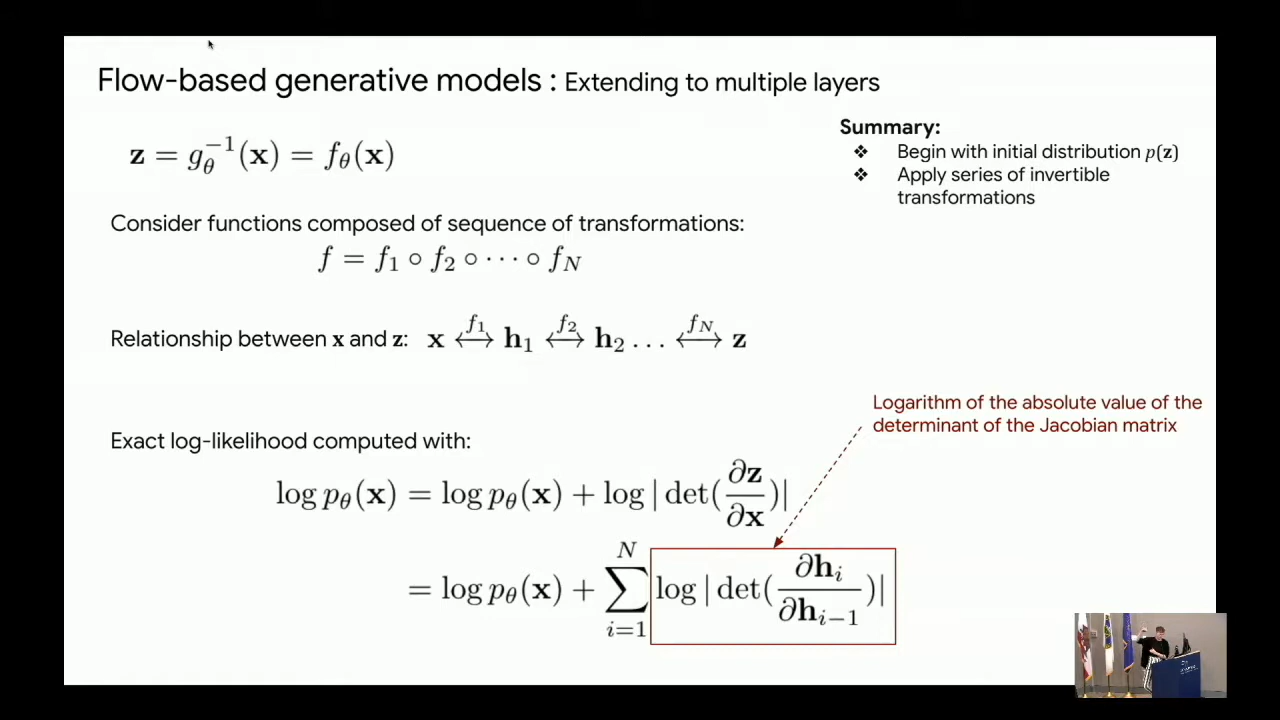 Flow-based generative models : Extending to multiple layers
z = g_θ^{-1}(x) = f_θ(x)
Summary:
❖ Begin with initial distribution p(z)
❖ Apply series of invertible
transformations
Consider functions composed of sequence of transformations:
f = f_1 ∘ f_2 ∘ ⋯ ∘ f_N
Relationship between x and z: x ⟷^{f_1} h_1 ⟷^{f_2} h_2 … ⟷^{f_N} z
Logarithm of the absolute value of the
determinant of the Jacobian matrix
Exact log-likelihood computed with:
log p_θ(x) = log p_θ(x) + log | det(∂z/∂x)|
= log p_θ(x) + ∑_{i=1}^{N} log | det(∂h_i/∂h_{i−1})|